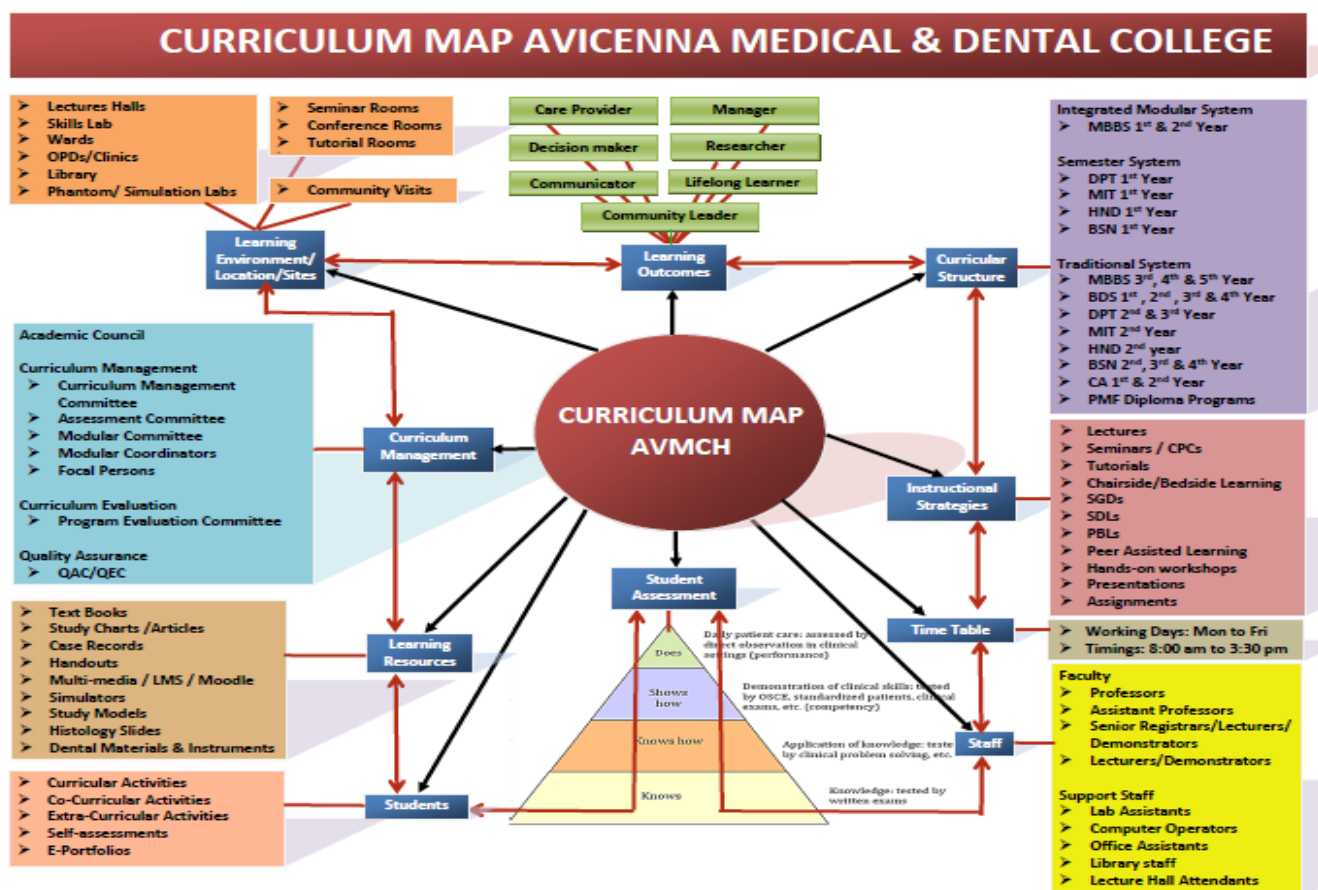 CURRICULUM MAP AVICENNA MEDICAL & DENTAL COLLEGE
➢ Lectures Halls
➢ Skills Lab
➢ Wards
➢ OPDs/Clinics
➢ Library
➢ Phantom/ Simulation Labs
➢ Seminar Rooms
➢ Conference Rooms
➢ Tutorial Rooms
➢ Community Visits
Care Provider
Manager
Decision maker
Researcher
Communicator
Lifelong Learner
Community Leader
Learning
Environment/
Location/Sites
Learning
Outcomes
Curricular
Structure
Integrated Modular System
➢ MBBS 1st & 2nd Year
Semester System
➢ DPT 1st Year
➢ MIT 1st Year
➢ HND 1st Year
➢ BSN 1st Year
Traditional System
➢ MBBS 3rd, 4th & 5th Year
➢ BDS 1st , 2nd , 3rd & 4th Year
➢ DPT 2nd & 3rd Year
➢ MIT 2nd Year
➢ HND 2nd year
➢ BSN 2nd, 3rd & 4th Year
➢ CA 1st & 2nd Year
➢ PMF Diploma Programs
Academic Council
Curriculum Management
➢ Curriculum Management
Committee
➢ Assessment Committee
➢ Modular Committee
➢ Modular Coordinators
➢ Focal Persons
Curriculum Evaluation
➢ Program Evaluation Committee
Quality Assurance
➢ QAC/QEC
Curriculum
Management
CURRICULUM MAP
AVMCH
Instructional
Strategies
➢ Lectures
➢ Seminars / CPCs
➢ Tutorials
➢ Chairside/Bedside Learning
➢ SGDs
➢ SDLs
➢ PBLs
➢ Peer Assisted Learning
➢ Hands-on workshops
➢ Presentations
➢ Assignments
➢ Text Books
➢ Study Charts /Articles
➢ Case Records
➢ Handouts
➢ Multi-media / LMS / Moodle
➢ Simulators
➢ Study Models
➢ Histology Slides
➢ Dental Materials & Instruments
Learning
Resources
Student
Assessment
Time Table
➢ Working Days: Mon to Fri
➢ Timings: 8:00 am to 3:30 pm
Does
Daily patient care: assessed by
direct observation in clinical
settings (performance)
Shows
how
Demonstration of clinical skills: tested
by OSCE, standardized patients, clinical
exams, etc. (competency)
Knows how
Application of knowledge: teste
by clinical problem solving, etc.
Knows
Knowledge: tested by
written exams
Staff
Faculty
➢ Professors
➢ Assistant Professors
➢ Senior Registrars/Lecturers/
Demonstrators
➢ Lecturers/Demonstrators
Support Staff
➢ Lab Assistants
➢ Computer Operators
➢ Office Assistants
➢ Library staff
➢ Lecture Hall Attendants
➢ Curricular Activities
➢ Co-Curricular Activities
➢ Extra-Curricular Activities
➢ Self-assessments
➢ E-Portfolios
Students